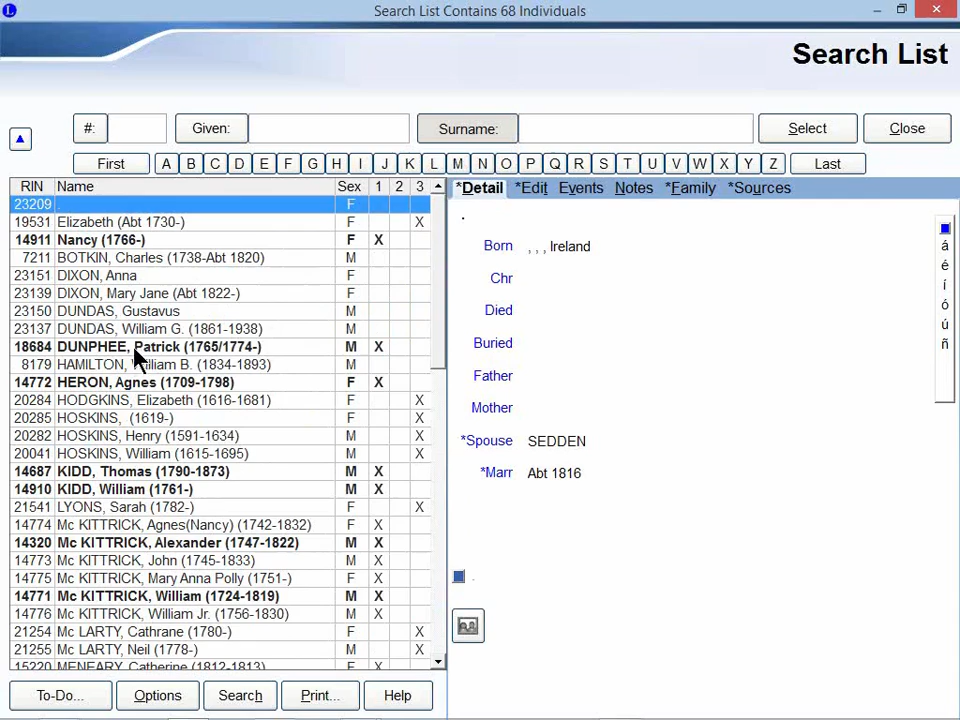 L Search List Contains 68 Individuals
Search List
#: Given: Surname: Select Close
First A B C D E F G H I J K L M N O P Q R S T U V W X Y Z Last
RIN Name Sex 1 2 3
23209 . F
19531 Elizabeth (Abt 1730-) F X
14911 Nancy (1766-) F X
7211 BOTKIN, Charles (1738-Abt 1820) M
23151 DIXON, Anna F
23139 DIXON, Mary Jane (Abt 1822-) F
23150 DUNDAS, Gustavus M
23137 DUNDAS, William G. (1861-1938) M
18684 DUNPHEE, Patrick (1765/1774-) M X
8179 HAMILTON, William B. (1834-1893) M
14772 HERON, Agnes (1709-1798) F X
20284 HODGKINS, Elizabeth (1616-1681) F X
20285 HOSKINS, (1619-) F X
20282 HOSKINS, Henry (1591-1634) M X
20041 HOSKINS, William (1615-1695) M X
14687 KIDD, Thomas (1790-1873) M X
14910 KIDD, William (1761-) M X
21541 LYONS, Sarah (1782-) F X
14774 Mc KITTRICK, Agnes(Nancy) (1742-1832) F X
14320 Mc KITTRICK, Alexander (1747-1822) M X
14773 Mc KITTRICK, John (1745-1833) M X
14775 Mc KITTRICK, Mary Anna Polly (1751-) F X
14771 Mc KITTRICK, William (1724-1819) M X
14776 Mc KITTRICK, William Jr. (1756-1830) M X
21254 Mc LARTY, Cathrane (1780-) F X
21255 Mc LARTY, Neil (1778-) M X
15220 MENEARY, Catherine (1812-1813) F X
*Detail *Edit Events Notes *Family *Sources
.
Born , , , Ireland
Chr
Died
Buried
Father
Mother
*Spouse SEDDEN
*Marr Abt 1816
.
á
é
í
ó
ú
ñ
To-Do... Options Search Print... Help